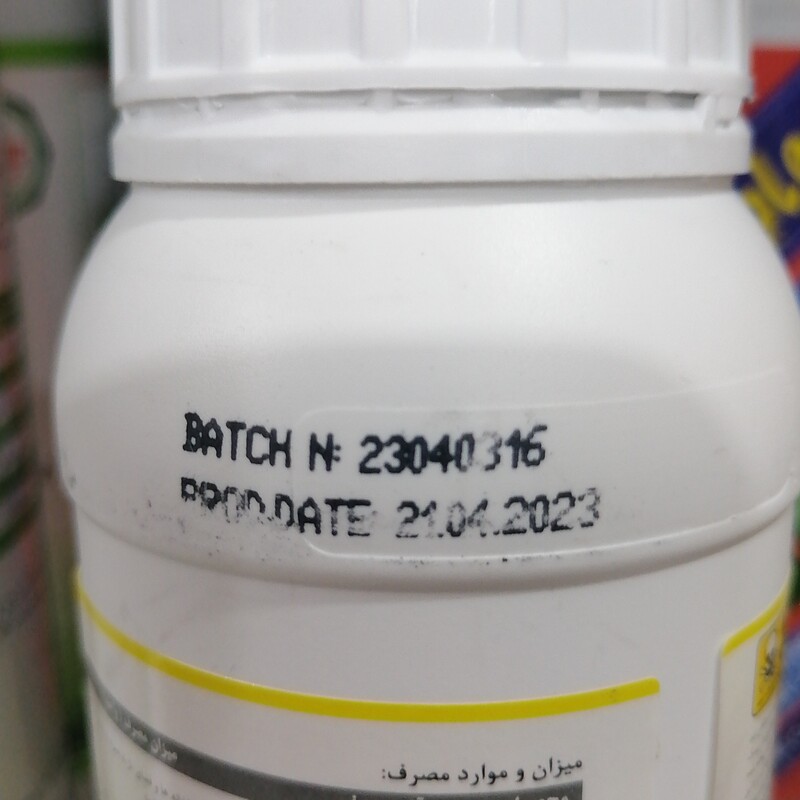 BATCH N: 23040316
PROD.DATE: 21.04.2023
میزان و موارد مصرف: